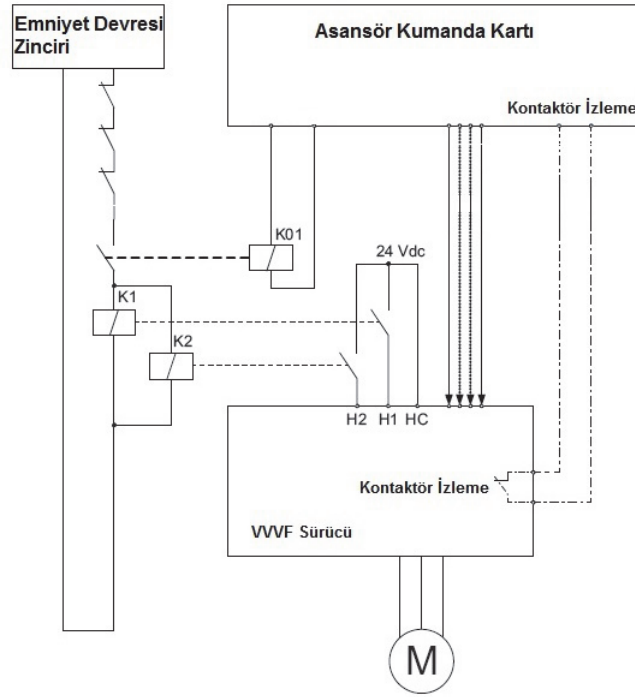 Emniyet Devresi
Zinciri
Asansör Kumanda Kartı
Kontaktör İzleme
K01
24 Vdc
K1
K2
H2 H1 HC
Kontaktör İzleme
VVVF Sürücü
M